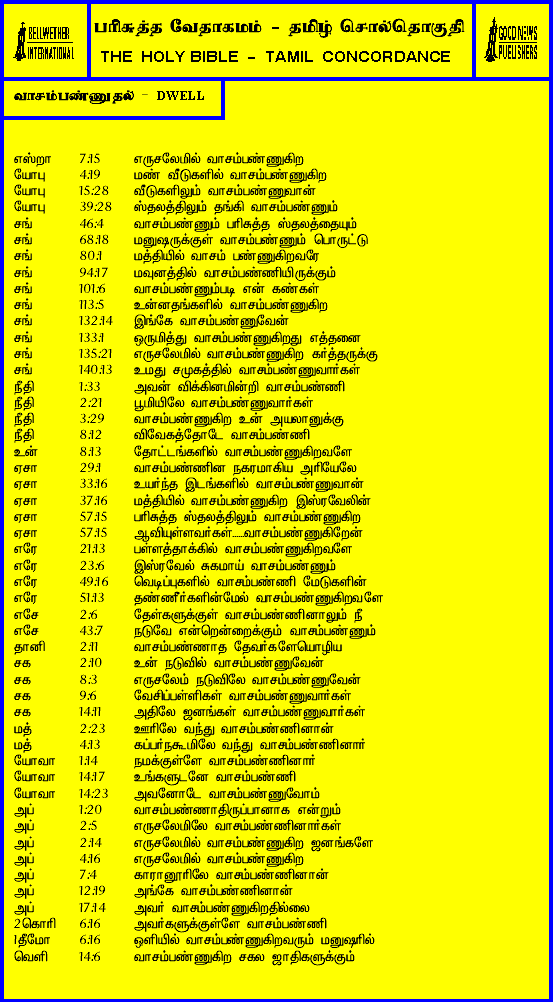 BELLWETHER
INTERNATIONAL
பரிசுத்த வேதாகமம் - தமிழ் சொல்தொகுதி
THE HOLY BIBLE - TAMIL CONCORDANCE
GOOD NEWS
PUBLISHERS
வாசம்பண்ணுதல் - DWELL
எஸ்றா 7:15 எருசலேமில் வாசம்பண்ணுகிற
யோபு 4:19 மண் வீடுகளில் வாசம்பண்ணுகிற
யோபு 15:28 வீடுகளிலும் வாசம்பண்ணுவான்
யோபு 39:28 ஸ்தலத்திலும் தங்கி வாசம்பண்ணும்
சங் 46:4 வாசம்பண்ணும் பரிசுத்த ஸ்தலத்தையும்
சங் 68:18 மனுஷருக்குள் வாசம்பண்ணும் பொருட்டு
சங் 80:1 மத்தியில் வாசம் பண்ணுகிறவரே
சங் 94:17 மவுனத்தில் வாசம்பண்ணியிருக்கும்
சங் 101:6 வாசம்பண்ணும்படி என் கண்கள்
சங் 113:5 உன்னதங்களில் வாசம்பண்ணுகிற
சங் 132:14 இங்கே வாசம்பண்ணுவேன்
சங் 133:1 ஒருமித்து வாசம்பண்ணுகிறது எத்தனை
சங் 135:21 எருசலேமில் வாசம்பண்ணுகிற கர்த்தருக்கு
சங் 140:13 உமது சமுகத்தில் வாசம்பண்ணுவார்கள்
நீதி 1:33 அவன் விக்கினமின்றி வாசம்பண்ணி
நீதி 2:21 பூமியிலே வாசம்பண்ணுவார்கள்
நீதி 3:29 வாசம்பண்ணுகிற உன் அயலானுக்கு
நீதி 8:12 விவேகத்தோடே வாசம்பண்ணி
உன் 8:13 தோட்டங்களில் வாசம்பண்ணுகிறவளே
ஏசா 29:1 வாசம்பண்ணின நகரமாகிய அரியேலே
ஏசா 33:16 உயர்ந்த இடங்களில் வாசம்பண்ணுவான்
ஏசா 37:16 மத்தியில் வாசம்பண்ணுகிற இஸ்ரவேலின்
ஏசா 57:15 பரிசுத்த ஸ்தலத்திலும் வாசம்பண்ணுகிற
ஏசா 57:15 ஆவியுள்ளவர்கள்.....வாசம்பண்ணுகிறேன்
எரே 21:13 பள்ளத்தாக்கில் வாசம்பண்ணுகிறவளே
எரே 23:6 இஸ்ரவேல் சுகமாய் வாசம்பண்ணும்
எரே 49:16 வெடிப்புகளில் வாசம்பண்ணி மேடுகளின்
எரே 51:13 தண்ணீர்களின்மேல் வாசம்பண்ணுகிறவளே
எசே 2:6 தேள்களுக்குள் வாசம்பண்ணினாலும் நீ
எசே 43:7 நடுவே என்றென்றைக்கும் வாசம்பண்ணும்
தானி 2:11 வாசம்பண்ணாத தேவர்களேயொழிய
சக 2:10 உன் நடுவில் வாசம்பண்ணுவேன்
சக 8:3 எருசலேம் நடுவிலே வாசம்பண்ணுவேன்
சக 9:6 வேசிப்பள்ளிகள் வாசம்பண்ணுவார்கள்
சக 14:11 அதிலே ஜனங்கள் வாசம்பண்ணுவார்கள்
மத் 2:23 ஊரிலே வந்து வாசம்பண்ணினான்
மத் 4:13 கப்பர்நகூமிலே வந்து வாசம்பண்ணினார்
யோவா 1:14 நமக்குள்ளே வாசம்பண்ணினார்
யோவா 14:17 உங்களுடனே வாசம்பண்ணி
யோவா 14:23 அவனோடே வாசம்பண்ணுவோம்
அப் 1:20 வாசம்பண்ணாதிருப்பானாக என்றும்
அப் 2:5 எருசலேமிலே வாசம்பண்ணினார்கள்
அப் 2:14 எருசலேமில் வாசம்பண்ணுகிற ஜனங்களே
அப் 4:16 எருசலேமில் வாசம்பண்ணுகிற
அப் 7:4 காரானூரிலே வாசம்பண்ணினான்
அப் 12:19 அங்கே வாசம்பண்ணினான்
அப் 17:14 அவர் வாசம்பண்ணுகிறதில்லை
2கொரி 6:16 அவர்களுக்குள்ளே வாசம்பண்ணி
1தீமோ 6:16 ஒளியில் வாசம்பண்ணுகிறவரும் மனுஷரில்
வெளி 14:6 வாசம்பண்ணுகிற சகல ஜாதிகளுக்கும்